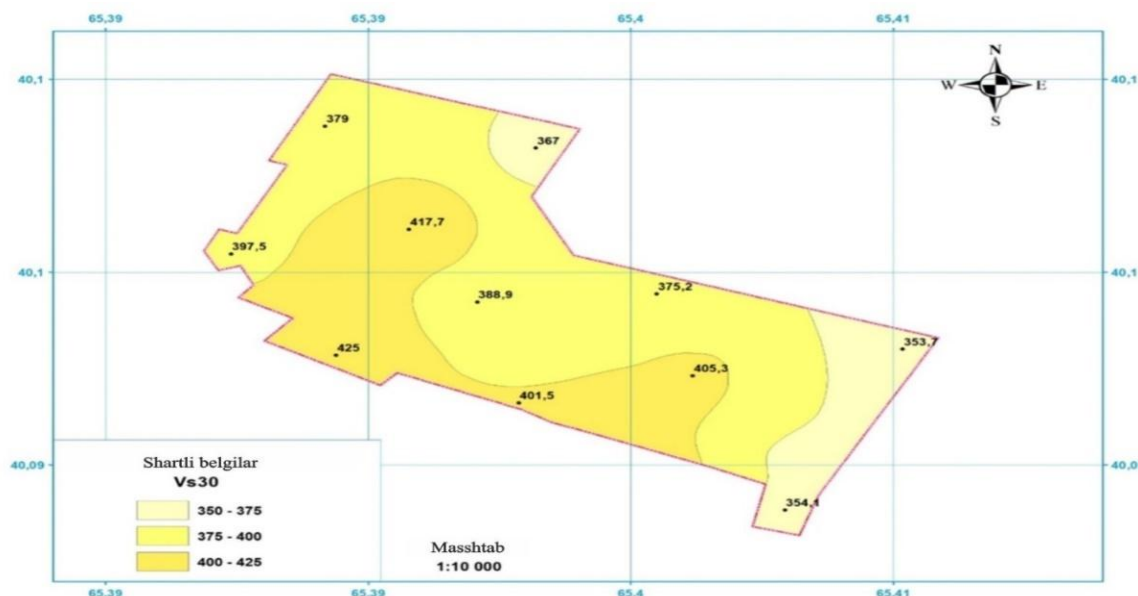 65,39 65,39 65,4 65,41
40,1 40,1
N
W E
S
379
367
417,7
397,5
40,1 40,1
388,9
375,2
353,7
425
405,3
401,5
40,09 40,0
354,1
Shartli belgilar
Vs30
350 - 375
375 - 400
400 - 425
Masshtab
1:10 000
65,39 65,39 65,4 65,41